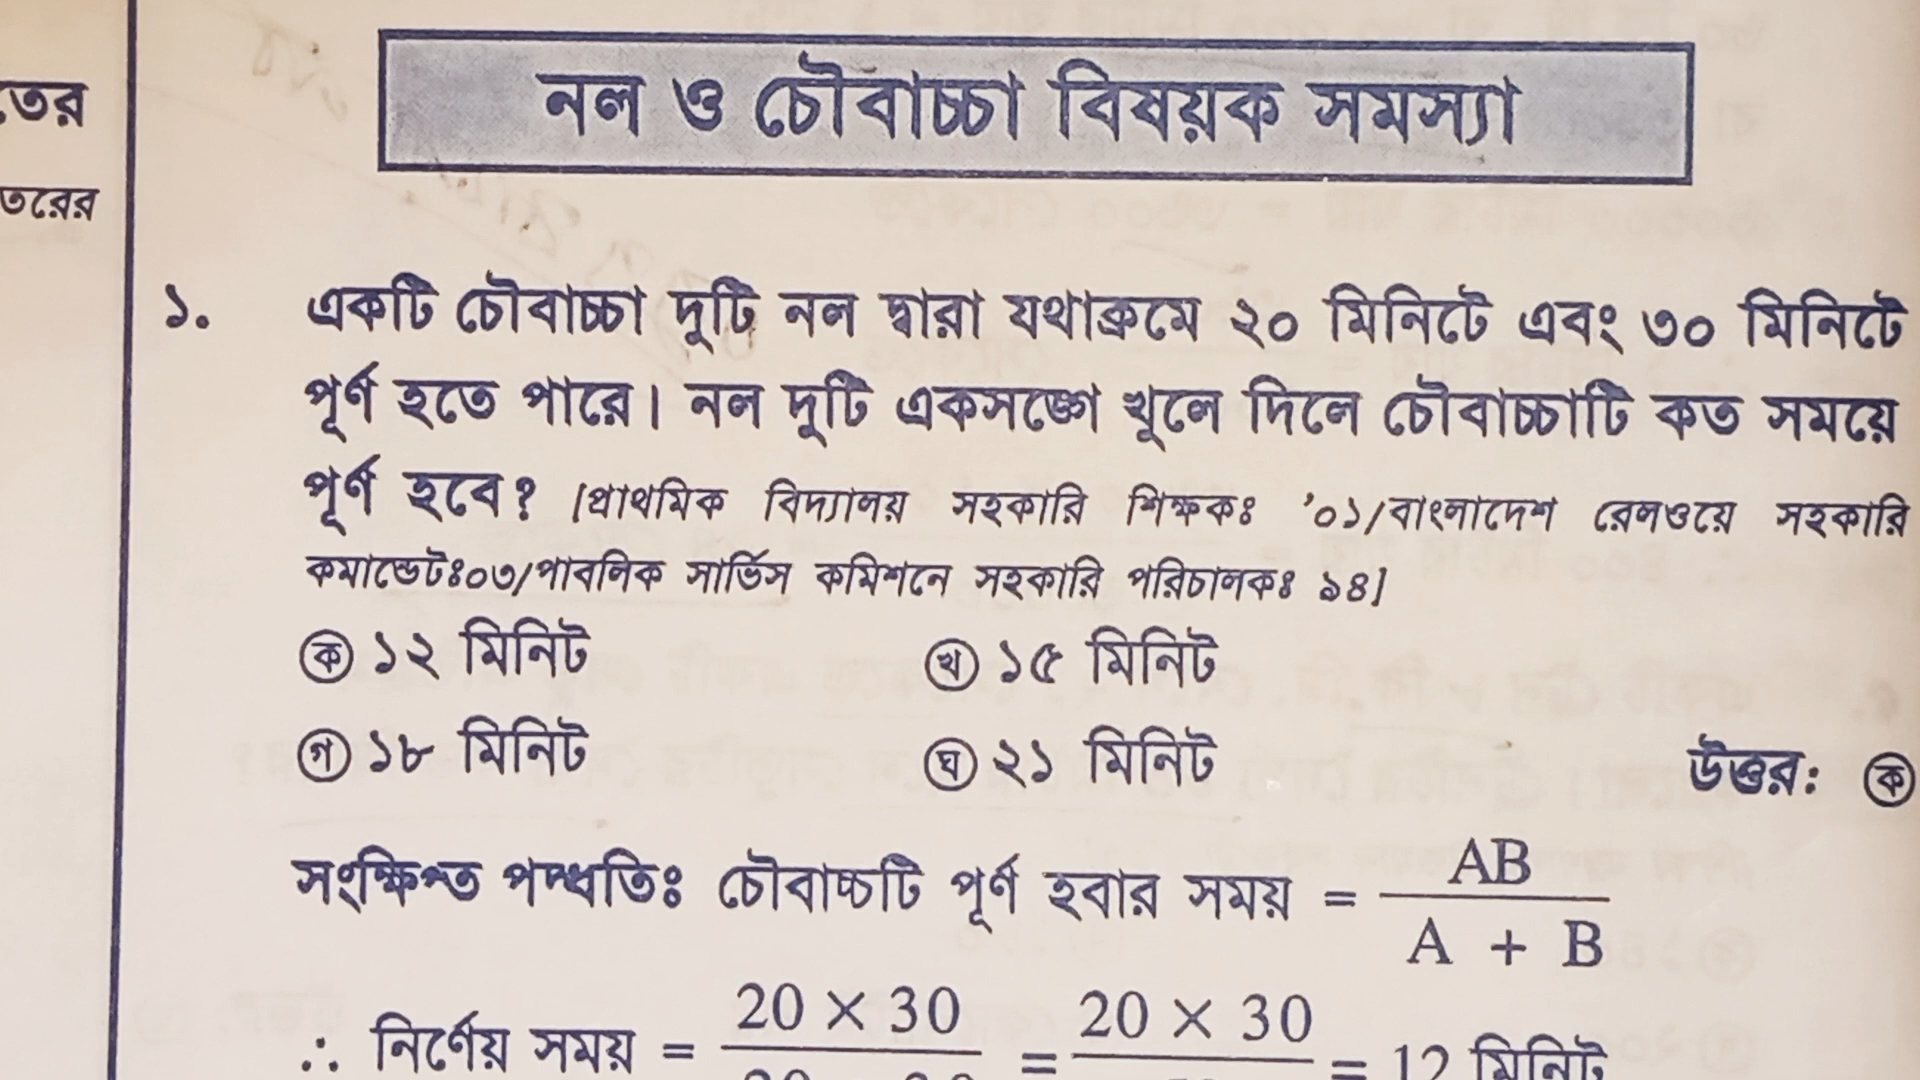 তের
তরের
নল ও চৌবাচ্চা বিষয়ক সমস্যা
১. একটি চৌবাচ্চা দুটি নল দ্বারা যথাক্রমে ২০ মিনিটে এবং ৩০ মিনিটে
পূর্ণ হতে পারে। নল দুটি একসঙ্গে খুলে দিলে চৌবাচ্চাটি কত সময়ে
পূর্ণ হবে? [প্রাথমিক বিদ্যালয় সহকারি শিক্ষকঃ '০১/বাংলাদেশ রেলওয়ে সহকারি
কমান্ডেটঃ০৩/পাবলিক সার্ভিস কমিশনে সহকারি পরিচালকঃ ৯৪]
ক ১২ মিনিট খ ১৫ মিনিট
গ ১৮ মিনিট ঘ ২১ মিনিট উত্তর: ক
সংক্ষিপ্ত পদ্ধতিঃ চৌবাচ্চটি পূর্ণ হবার সময় = AB / A + B
∴ নির্ণেয় সময় = 20 × 30 = 20 × 30 = 12 মিনিট